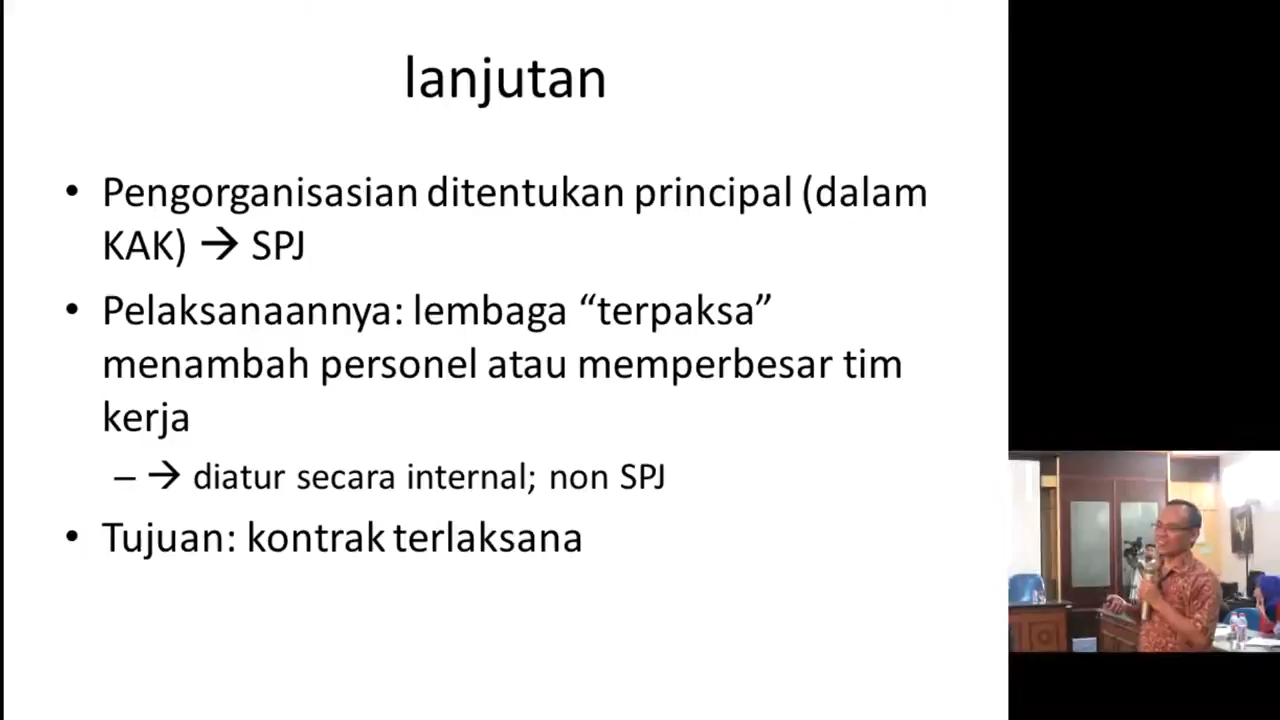 lanjutan
• Pengorganisasian ditentukan principal (dalam
KAK) → SPJ
• Pelaksanaannya: lembaga “terpaksa”
menambah personel atau memperbesar tim
kerja
– → diatur secara internal; non SPJ
• Tujuan: kontrak terlaksana